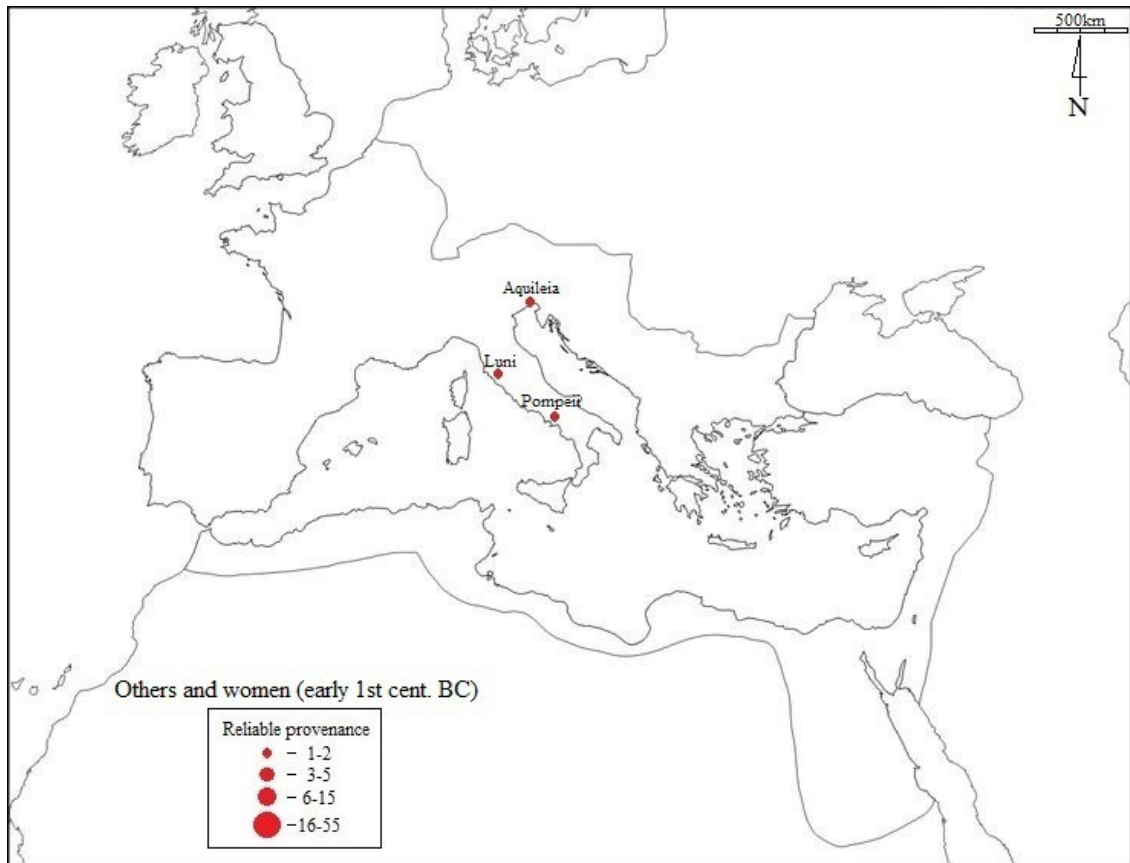 500km
N
Aquileia
Luni
Pompeii
Others and women (early 1st cent. BC)
Reliable provenance
– 1-2
– 3-5
– 6-15
–16-55